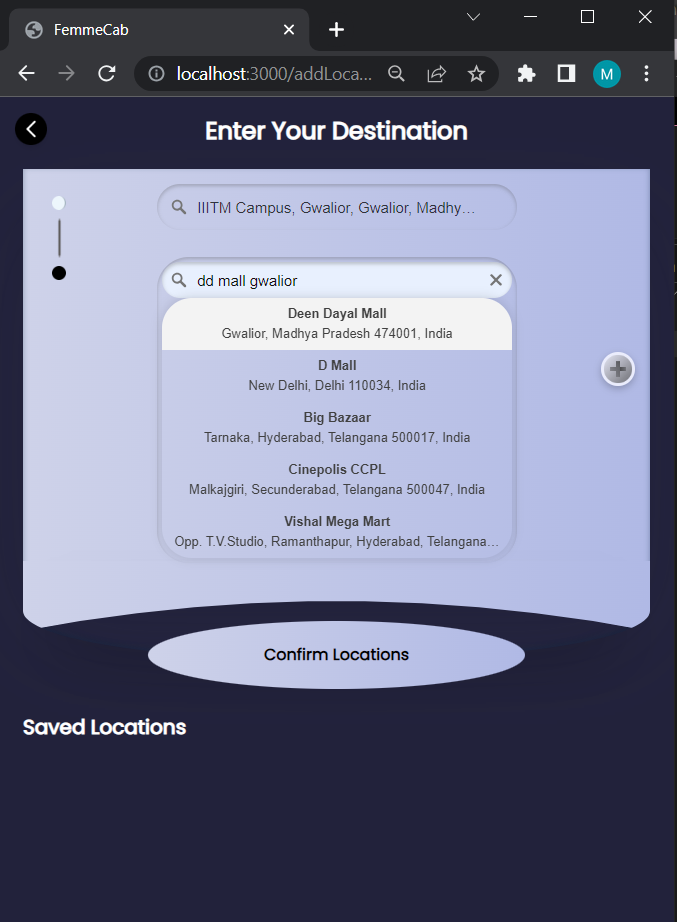 FemmeCab
localhost:3000/addLoca...
M
Enter Your Destination
IIITM Campus, Gwalior, Gwalior, Madhy...
dd mall gwalior
Deen Dayal Mall
Gwalior, Madhya Pradesh 474001, India
D Mall
New Delhi, Delhi 110034, India
Big Bazaar
Tarnaka, Hyderabad, Telangana 500017, India
Cinepolis CCPL
Malkajgiri, Secunderabad, Telangana 500047, India
Vishal Mega Mart
Opp. T.V.Studio, Ramanthapur, Hyderabad, Telangana...
Confirm Locations
Saved Locations